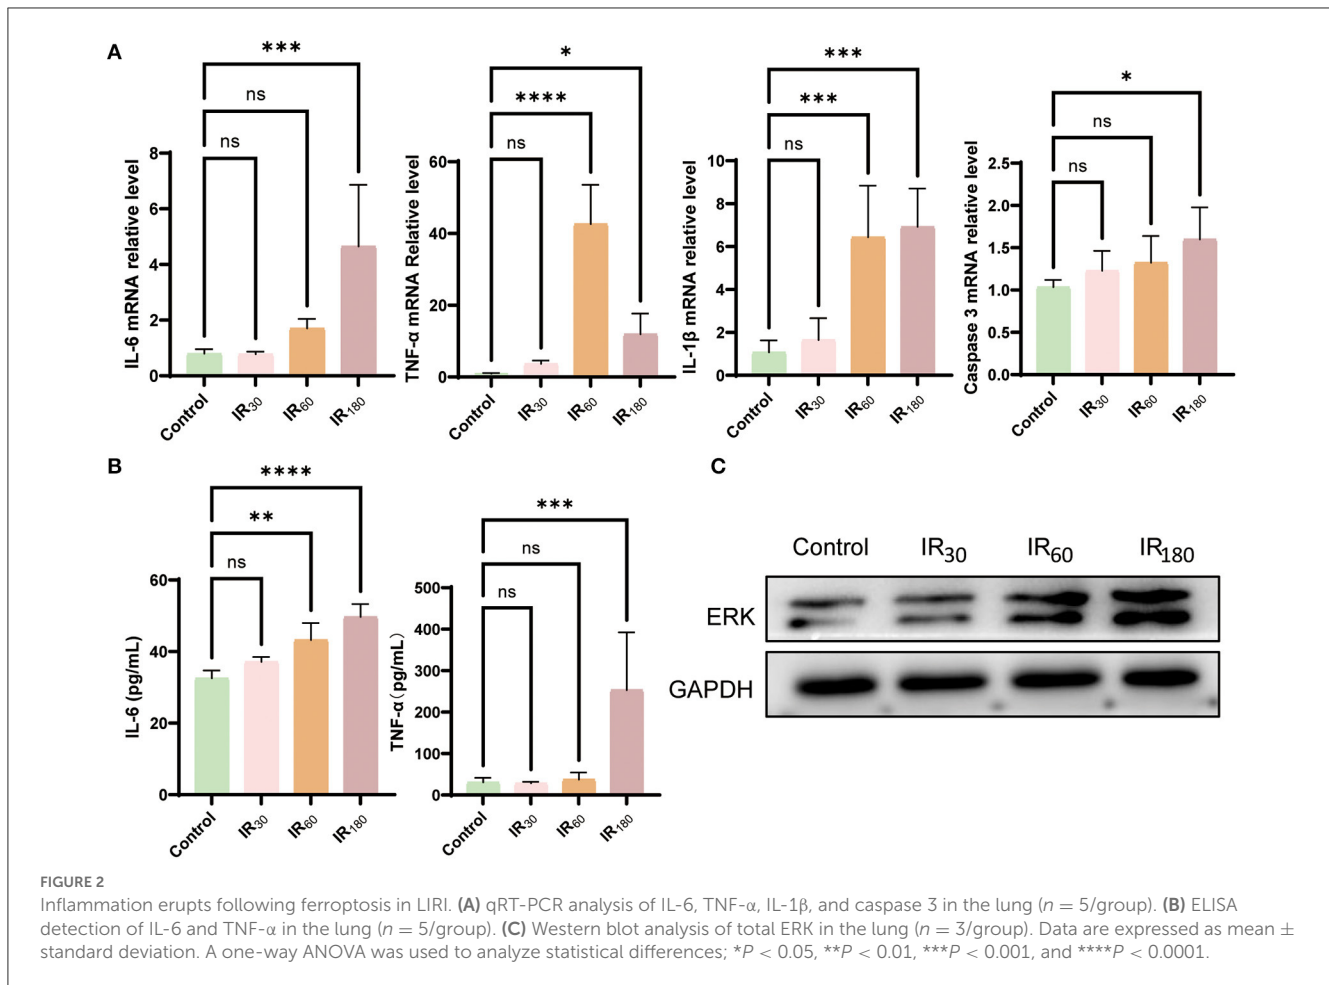 A
***
ns
ns
IL-6 mRNA relative level
8
6
4
2
0
Control
IR30
IR60
IR180
*
****
ns
TNF-α mRNA Relative level
60
40
20
0
Control
IR30
IR60
IR180
***
***
ns
IL-1β mRNA relative level
10
8
6
4
2
0
Control
IR30
IR60
IR180
*
ns
ns
Caspase 3 mRNA relative level
2.5
2.0
1.5
1.0
0.5
0.0
Control
IR30
IR60
IR180
B
****
**
ns
IL-6 (pg/mL)
60
40
20
0
Control
IR30
IR60
IR180
***
ns
ns
TNF-α(pg/mL)
500
400
300
200
100
0
Control
IR30
IR60
IR180
C
Control IR30 IR60 IR180
ERK
GAPDH
FIGURE 2
Inflammation erupts following ferroptosis in LIRI. (A) qRT-PCR analysis of IL-6, TNF-α, IL-1β, and caspase 3 in the lung (n = 5/group). (B) ELISA
detection of IL-6 and TNF-α in the lung (n = 5/group). (C) Western blot analysis of total ERK in the lung (n = 3/group). Data are expressed as mean ±
standard deviation. A one-way ANOVA was used to analyze statistical differences; *P < 0.05, **P < 0.01, ***P < 0.001, and ****P < 0.0001.